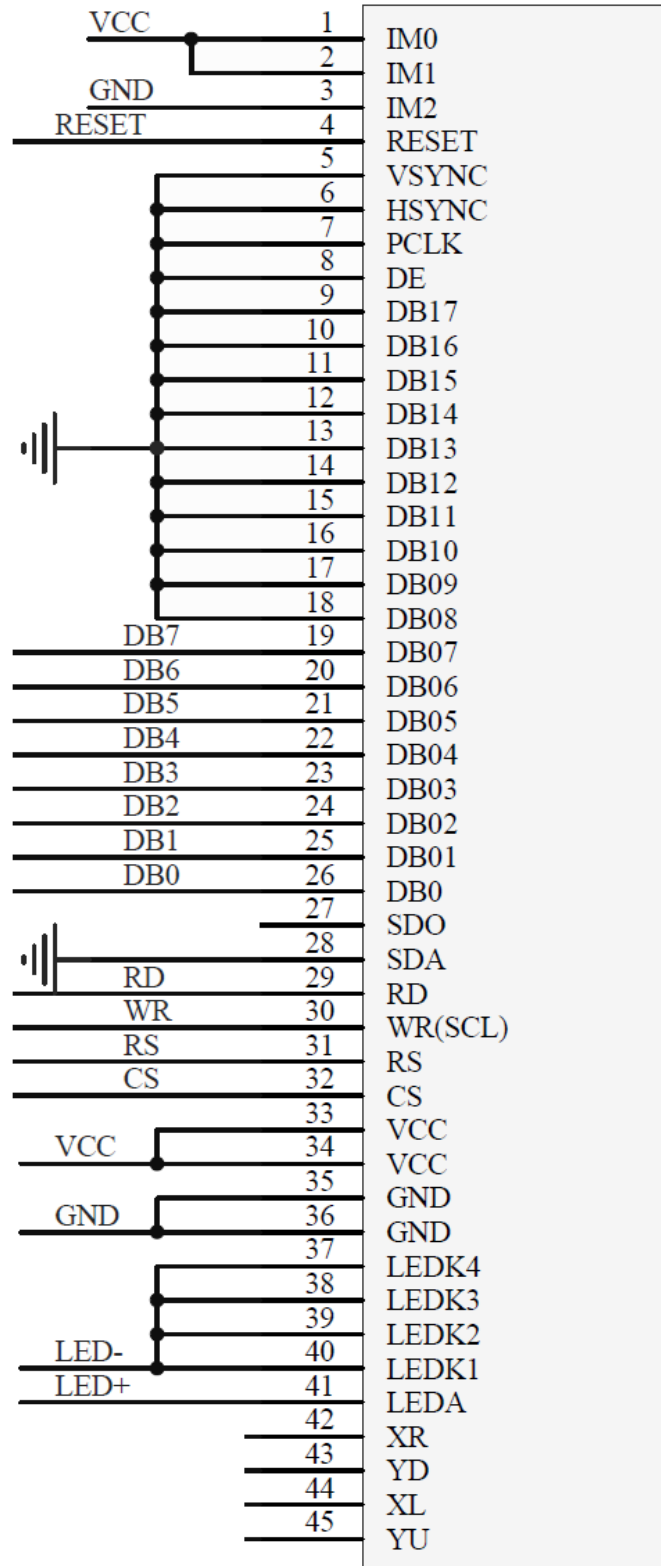 VCC 1 IM0
2 IM1
GND 3 IM2
RESET 4 RESET
5 VSYNC
6 HSYNC
7 PCLK
8 DE
9 DB17
10 DB16
11 DB15
12 DB14
13 DB13
14 DB12
15 DB11
16 DB10
17 DB09
18 DB08
DB7 19 DB07
DB6 20 DB06
DB5 21 DB05
DB4 22 DB04
DB3 23 DB03
DB2 24 DB02
DB1 25 DB01
DB0 26 DB0
27 SDO
28 SDA
RD 29 RD
WR 30 WR(SCL)
RS 31 RS
CS 32 CS
33 VCC
VCC 34 VCC
35 GND
GND 36 GND
37 LEDK4
38 LEDK3
39 LEDK2
LED- 40 LEDK1
LED+ 41 LEDA
42 XR
43 YD
44 XL
45 YU